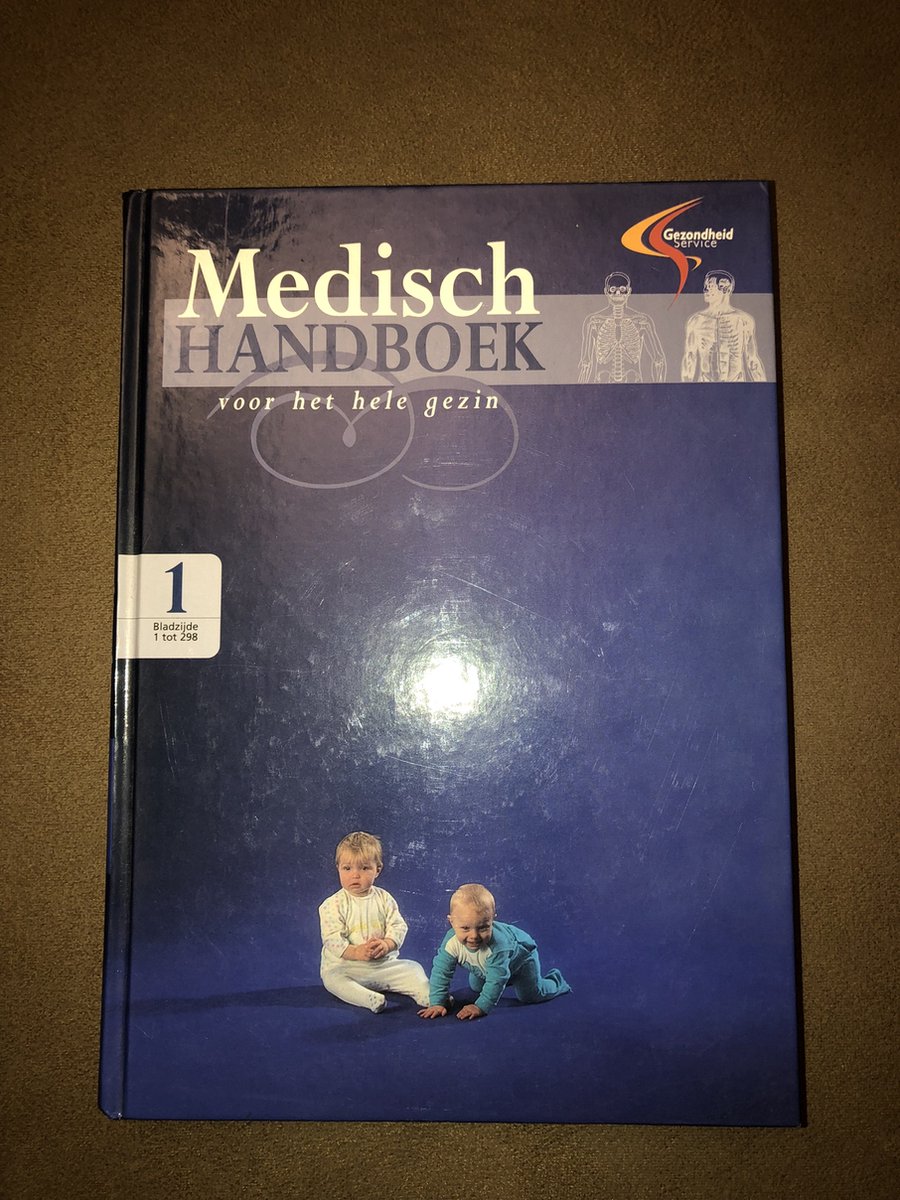 Medisch
HANDBOEK
voor het hele gezin
Gezondheid
Service
1
Bladzijde
1 tot 298